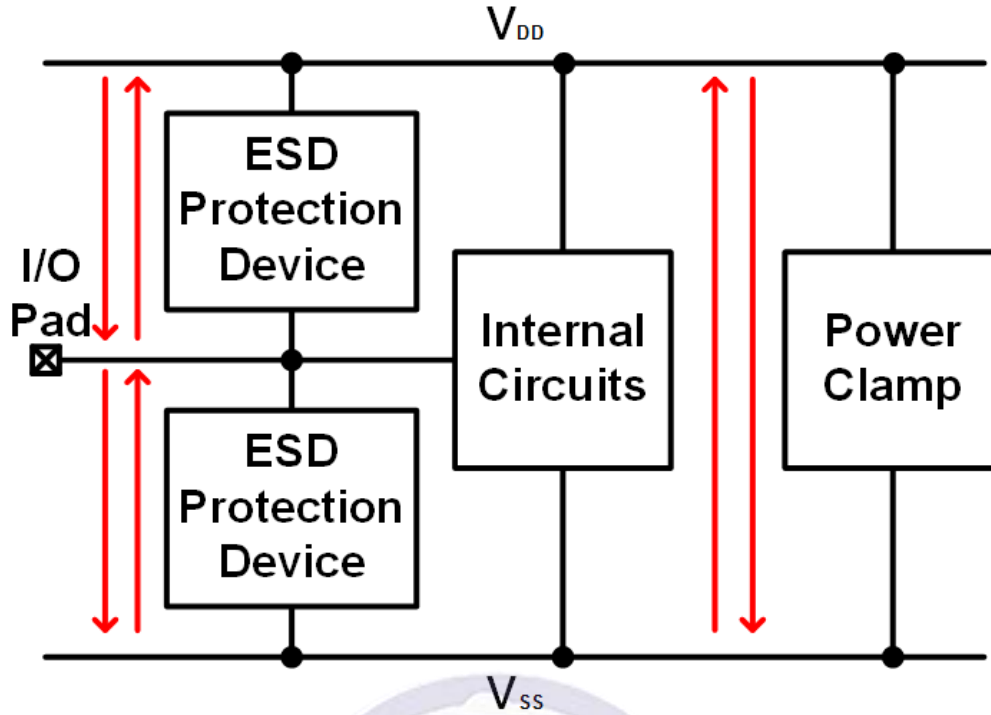 VDD
ESD
Protection
Device
I/O
Pad
Internal
Circuits
Power
Clamp
ESD
Protection
Device
VSS